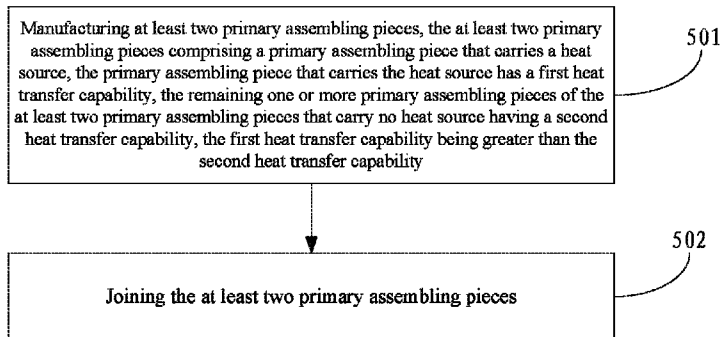 Manufacturing at least two primary assembling pieces, the at least two primary
assembling pieces comprising a primary assembling piece that carries a heat
source, the primary assembling piece that carries the heat source has a first heat
transfer capability, the remaining one or more primary assembling pieces of the
at least two primary assembling pieces that carry no heat source having a second
heat transfer capability, the first heat transfer capability being greater than the
second heat transfer capability
501
Joining the at least two primary assembling pieces
502